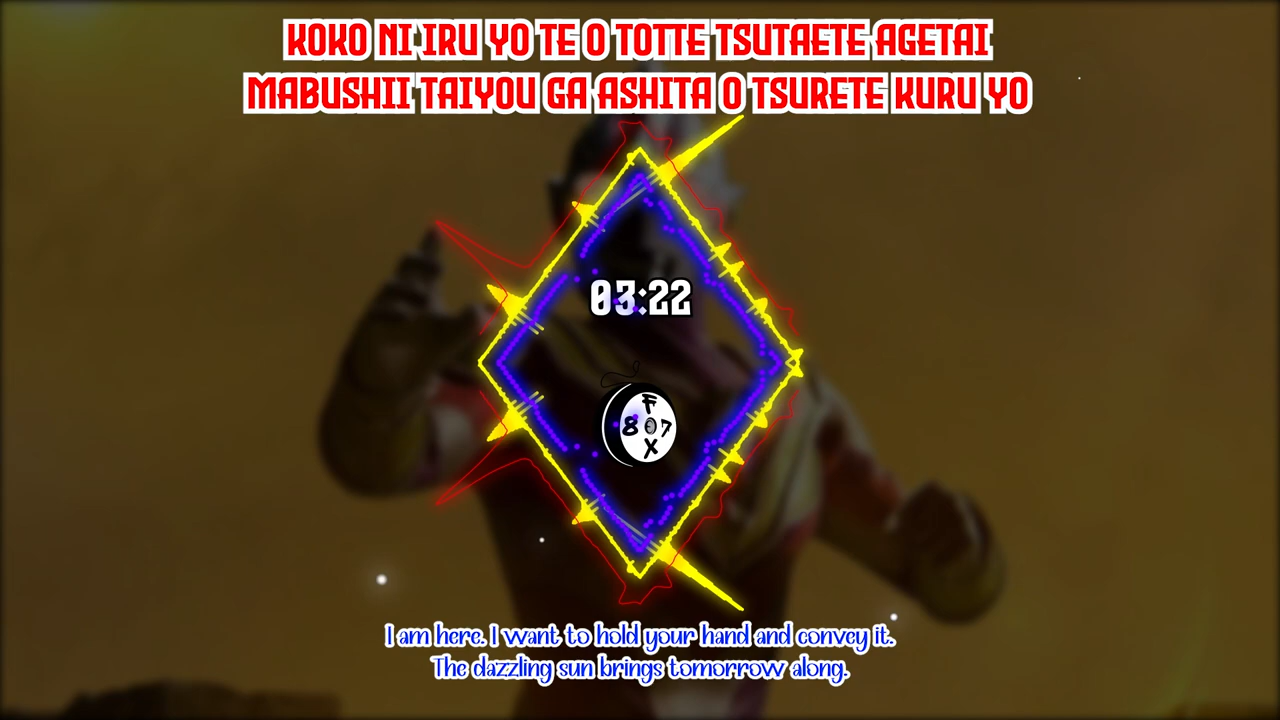 KOKO NI IRU YO TE O TOTTE TSUTAETE AGETAI
MABUSHII TAIYOU GA ASHITA O TSURETE KURU YO
03:22
F
8 7
X
I am here. I want to hold your hand and convey it.
The dazzling sun brings tomorrow along.